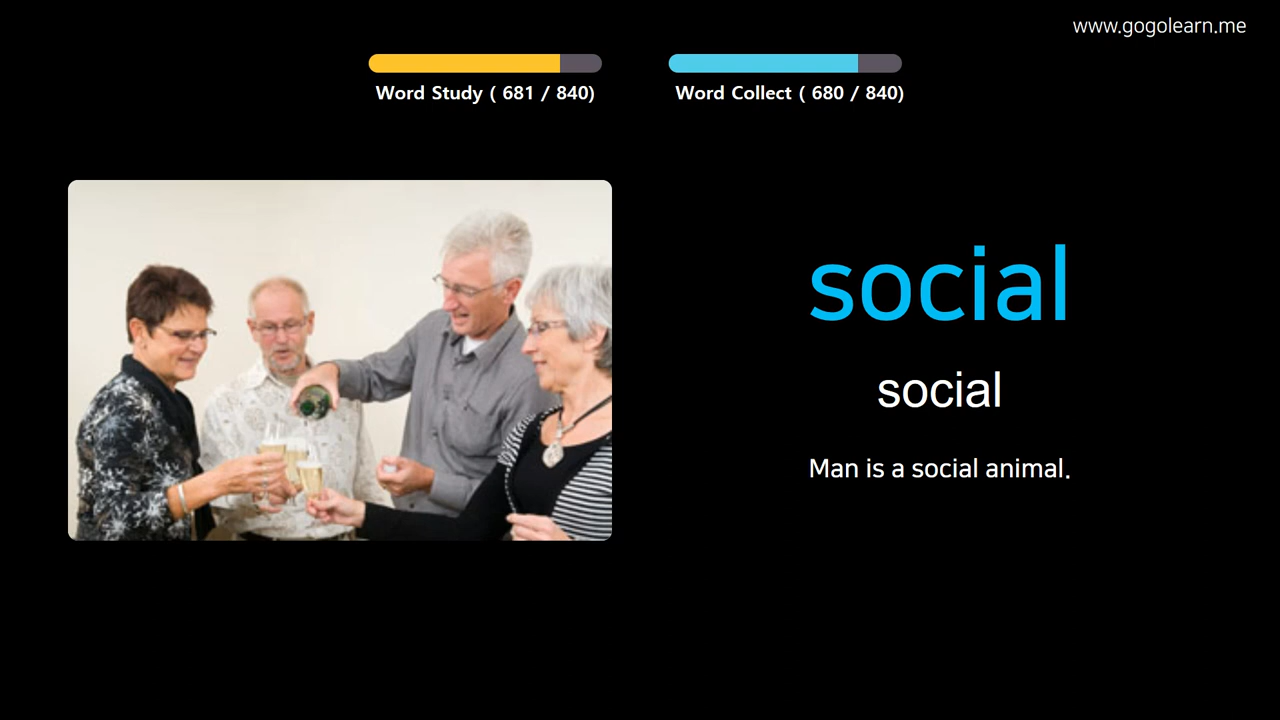 www.gogolearn.me
Word Study ( 681 / 840)
Word Collect ( 680 / 840)
social
social
Man is a social animal.